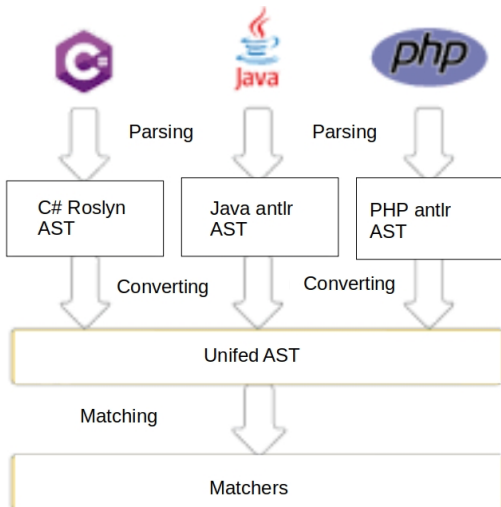 C#
Java
php
Parsing
Parsing
C# Roslyn
AST
Java antlr
AST
PHP antlr
AST
Converting
Converting
Unifed AST
Matching
Matchers